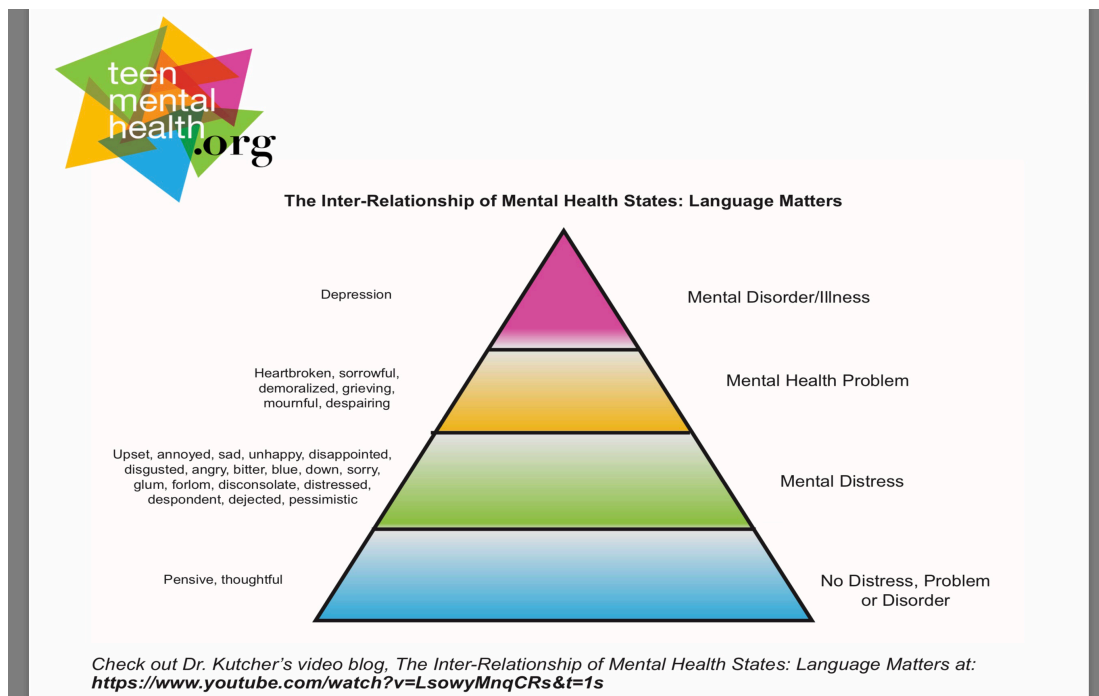 teen
mental
health
.org
The Inter-Relationship of Mental Health States: Language Matters
Depression
Mental Disorder/Illness
Heartbroken, sorrowful,
demoralized, grieving,
mournful, despairing
Mental Health Problem
Upset, annoyed, sad, unhappy, disappointed,
disgusted, angry, bitter, blue, down, sorry,
glum, forlom, disconsolate, distressed,
despondent, dejected, pessimistic
Mental Distress
Pensive, thoughtful
No Distress, Problem
or Disorder
Check out Dr. Kutcher's video blog, The Inter-Relationship of Mental Health States: Language Matters at:
https://www.youtube.com/watch?v=LsowyMnqCRs&t=1s